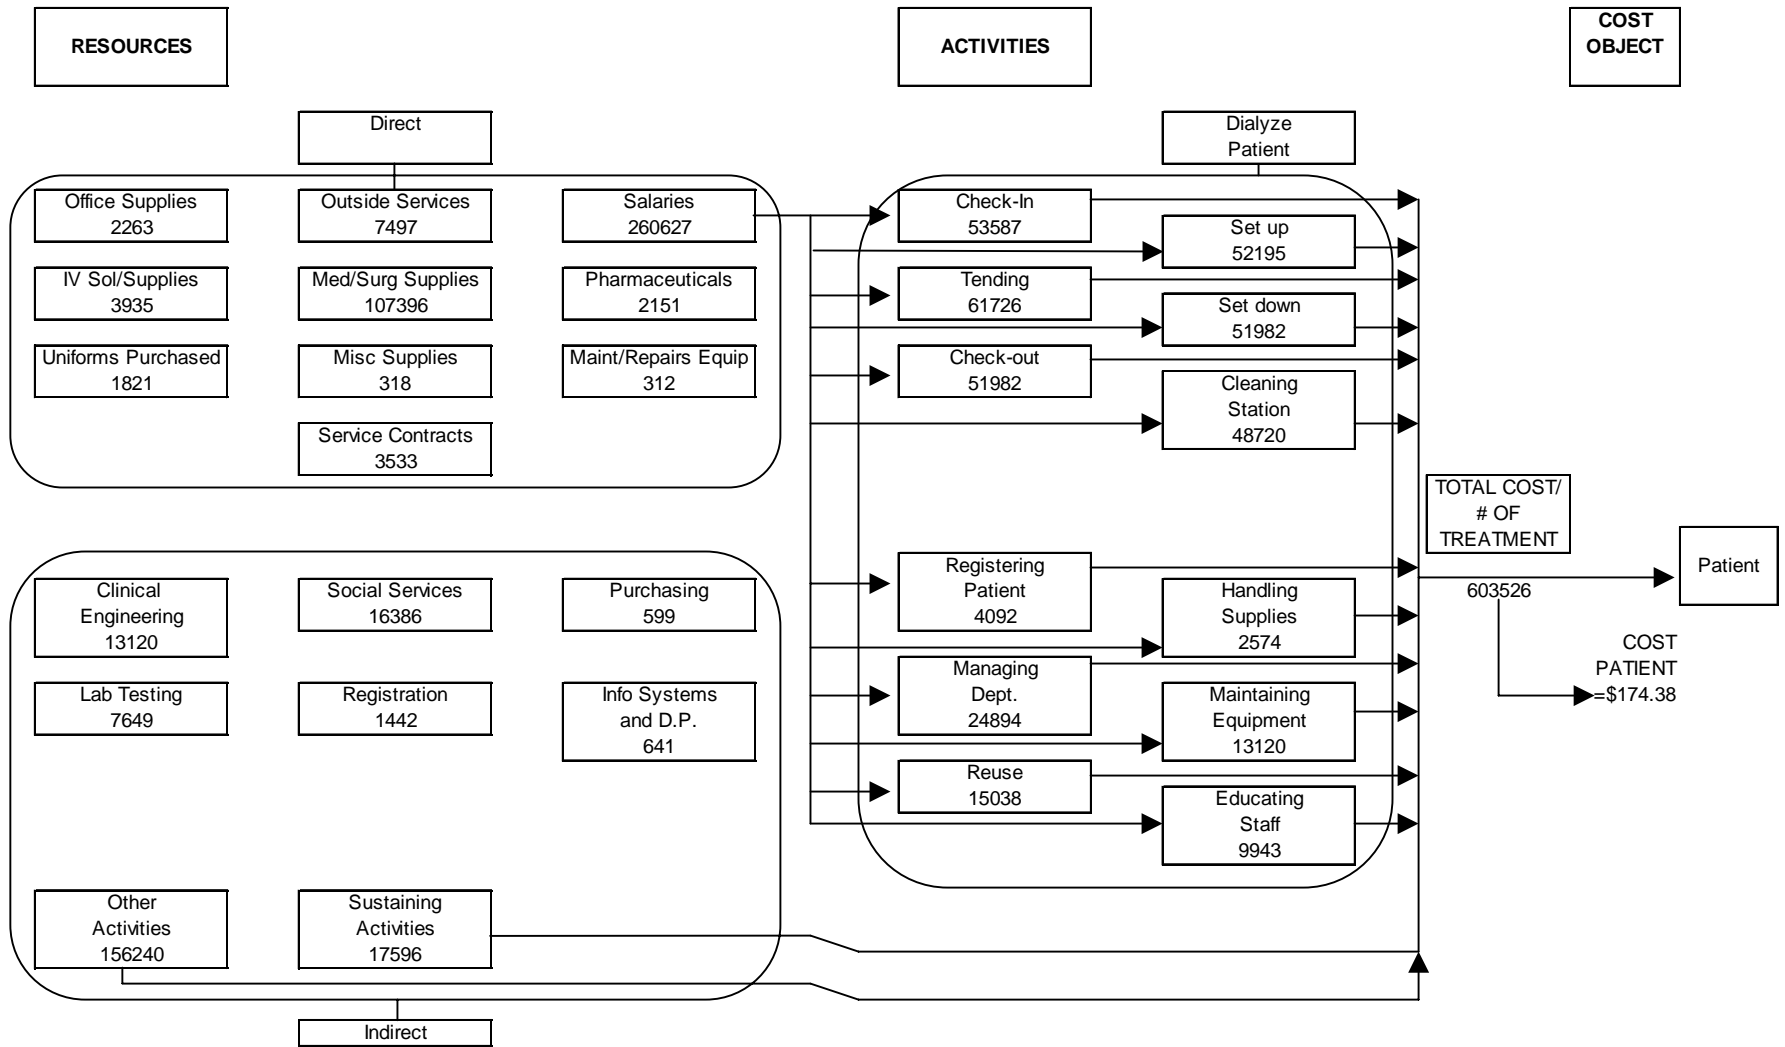 RESOURCES
ACTIVITIES
COST
OBJECT
Direct
Office Supplies
2263
Outside Services
7497
Salaries
260627
IV Sol/Supplies
3935
Med/Surg Supplies
107396
Pharmaceuticals
2151
Uniforms Purchased
1821
Misc Supplies
318
Maint/Repairs Equip
312
Service Contracts
3533
Clinical
Engineering
13120
Social Services
16386
Purchasing
599
Lab Testing
7649
Registration
1442
Info Systems
and D.P.
641
Other
Activities
156240
Sustaining
Activities
17596
Indirect
Dialyze
Patient
Check-In
53587
Set up
52195
Tending
61726
Set down
51982
Check-out
51982
Cleaning
Station
48720
Registering
Patient
4092
Handling
Supplies
2574
Managing
Dept.
24894
Maintaining
Equipment
13120
Reuse
15038
Educating
Staff
9943
TOTAL COST/
# OF
TREATMENT
603526
Patient
COST
PATIENT
=$174.38